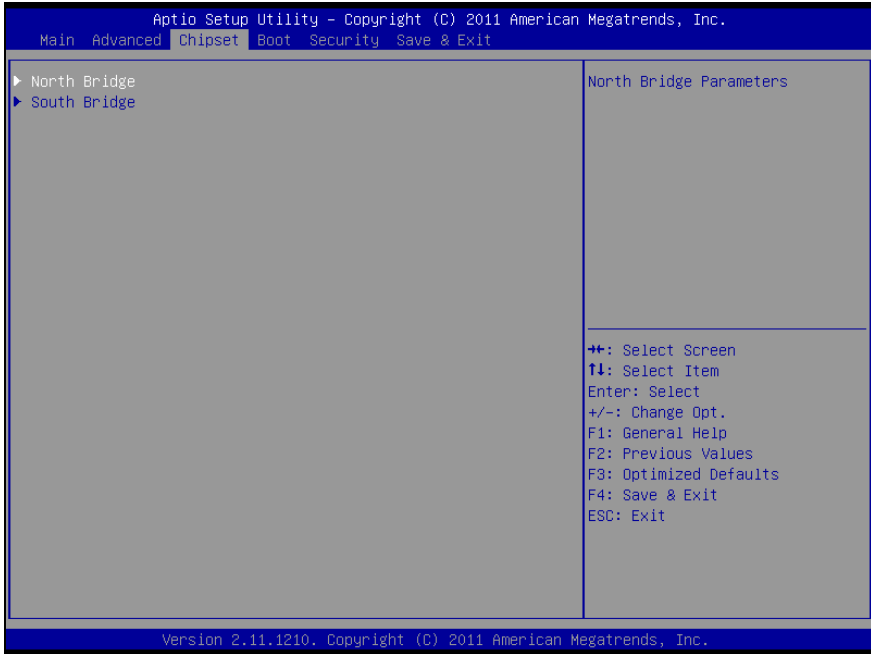 Aptio Setup Utility – Copyright (C) 2011 American Megatrends, Inc.
Main Advanced Chipset Boot Security Save & Exit
North Bridge
South Bridge
North Bridge Parameters
→←: Select Screen
↑↓: Select Item
Enter: Select
+/-: Change Opt.
F1: General Help
F2: Previous Values
F3: Optimized Defaults
F4: Save & Exit
ESC: Exit
Version 2.11.1210. Copyright (C) 2011 American Megatrends, Inc.